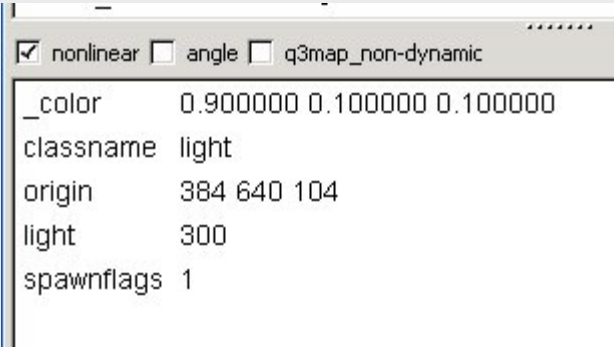 nonlinear angle q3map_non-dynamic
_color 0.900000 0.100000 0.100000
classname light
origin 384 640 104
light 300
spawnflags 1